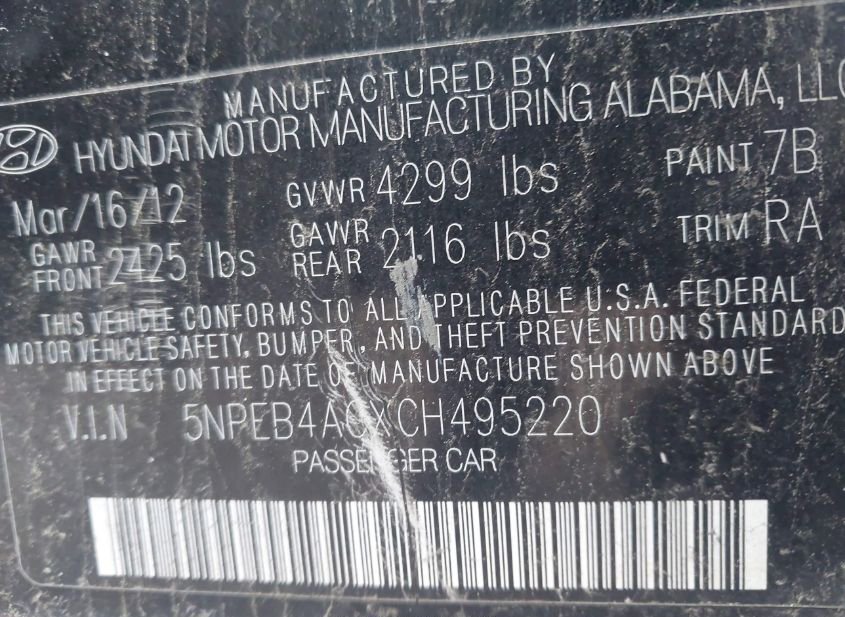 MANUFACTURED BY
HYUNDAI MOTOR MANUFACTURING ALABAMA, LLC
Mar/16/12 GVWR 4299 lbs PAINT 7B
GAWR FRONT 2425 lbs GAWR REAR 2116 lbs TRIM RA
THIS VEHICLE CONFORMS TO ALL APPLICABLE U.S.A. FEDERAL
MOTOR VEHICLE SAFETY, BUMPER, AND THEFT PREVENTION STANDARD
IN EFFECT ON THE DATE OF MANUFACTURE SHOWN ABOVE
V.I.N 5NPEB4ACXCH495220
PASSENGER CAR